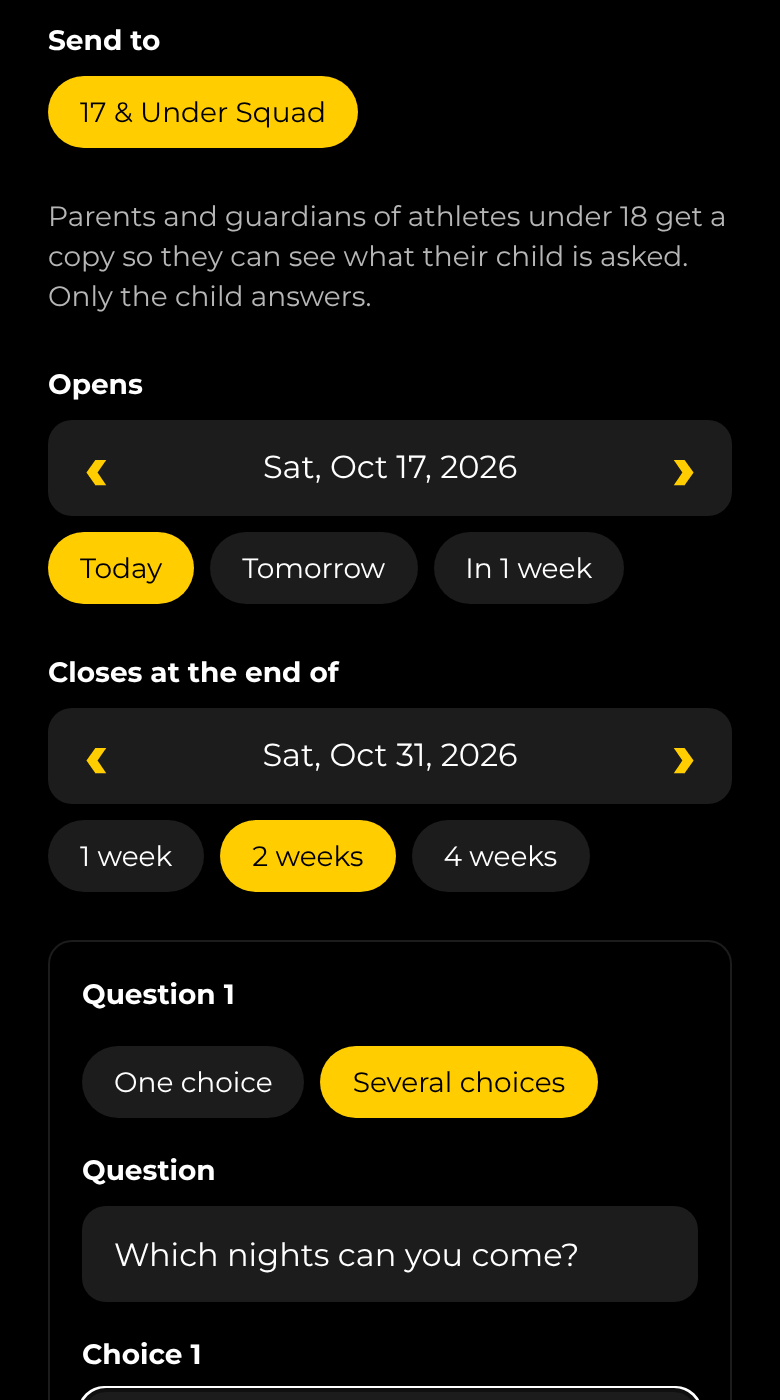 Send to
17 & Under Squad
Parents and guardians of athletes under 18 get a
copy so they can see what their child is asked.
Only the child answers.
Opens
‹ Sat, Oct 17, 2026 ›
Today Tomorrow In 1 week
Closes at the end of
‹ Sat, Oct 31, 2026 ›
1 week 2 weeks 4 weeks
Question 1
One choice Several choices
Question
Which nights can you come?
Choice 1